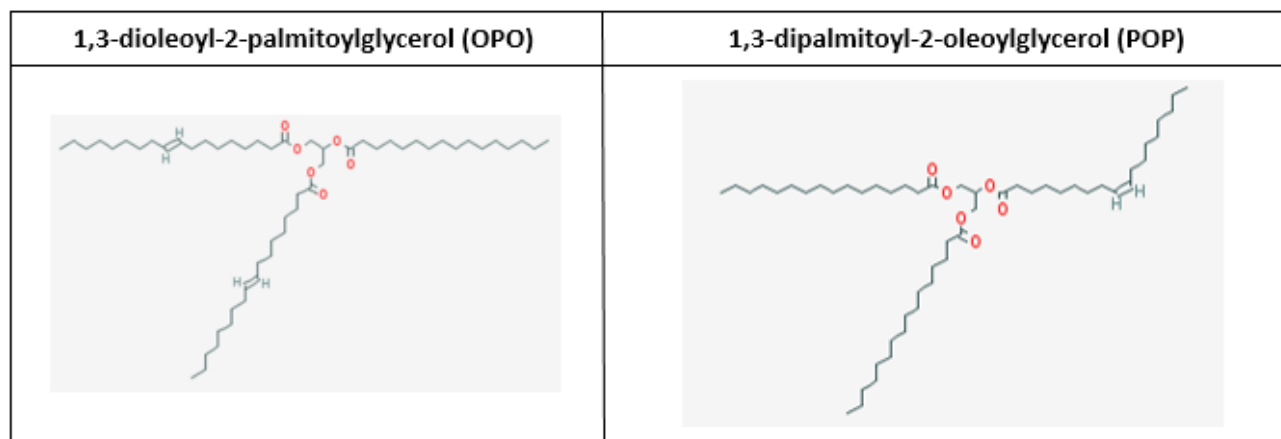 1,3-dioleoyl-2-palmitoylglycerol (OPO)
1,3-dipalmitoyl-2-oleoylglycerol (POP)
H
H
O
O
O
O
O
O
H
H
O
O
O
O
O
O
H
H